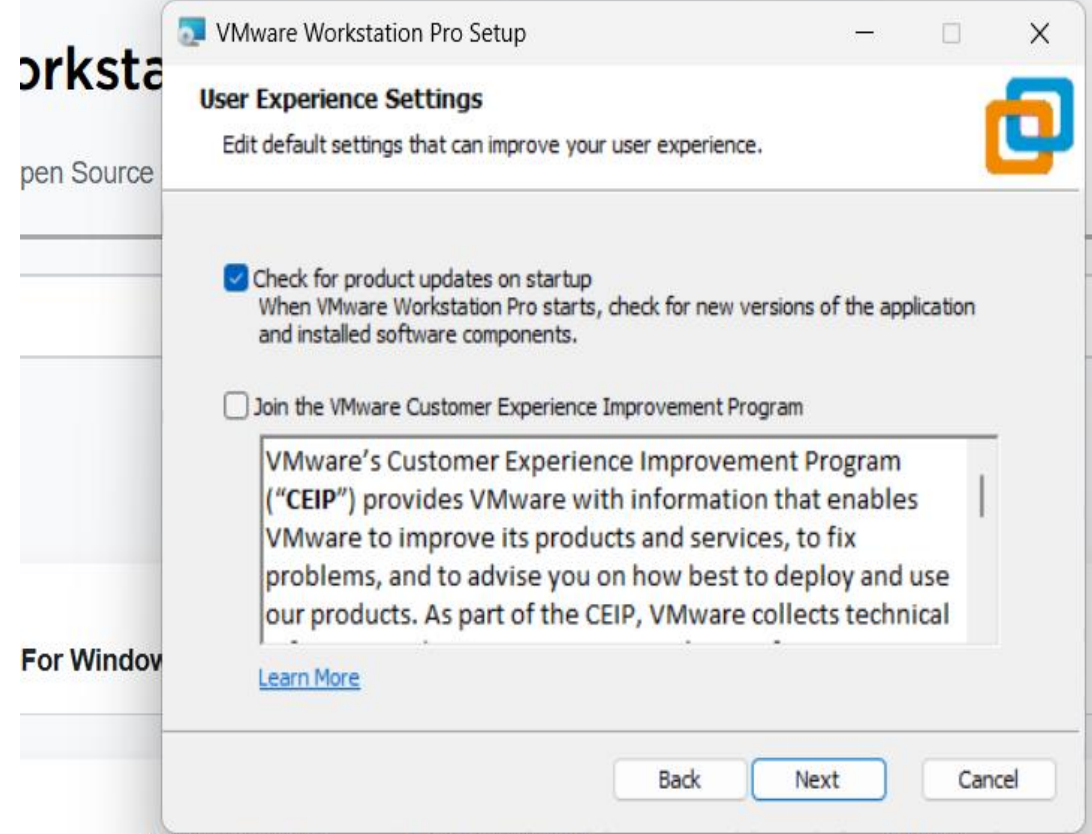 VMware Workstation Pro Setup
orksta
User Experience Settings
Edit default settings that can improve your user experience.
pen Source
Check for product updates on startup
When VMware Workstation Pro starts, check for new versions of the application
and installed software components.
Join the VMware Customer Experience Improvement Program
VMware's Customer Experience Improvement Program
("CEIP") provides VMware with information that enables
VMware to improve its products and services, to fix
problems, and to advise you on how best to deploy and use
our products. As part of the CEIP, VMware collects technical
For Window
Learn More
Back
Next
Cancel